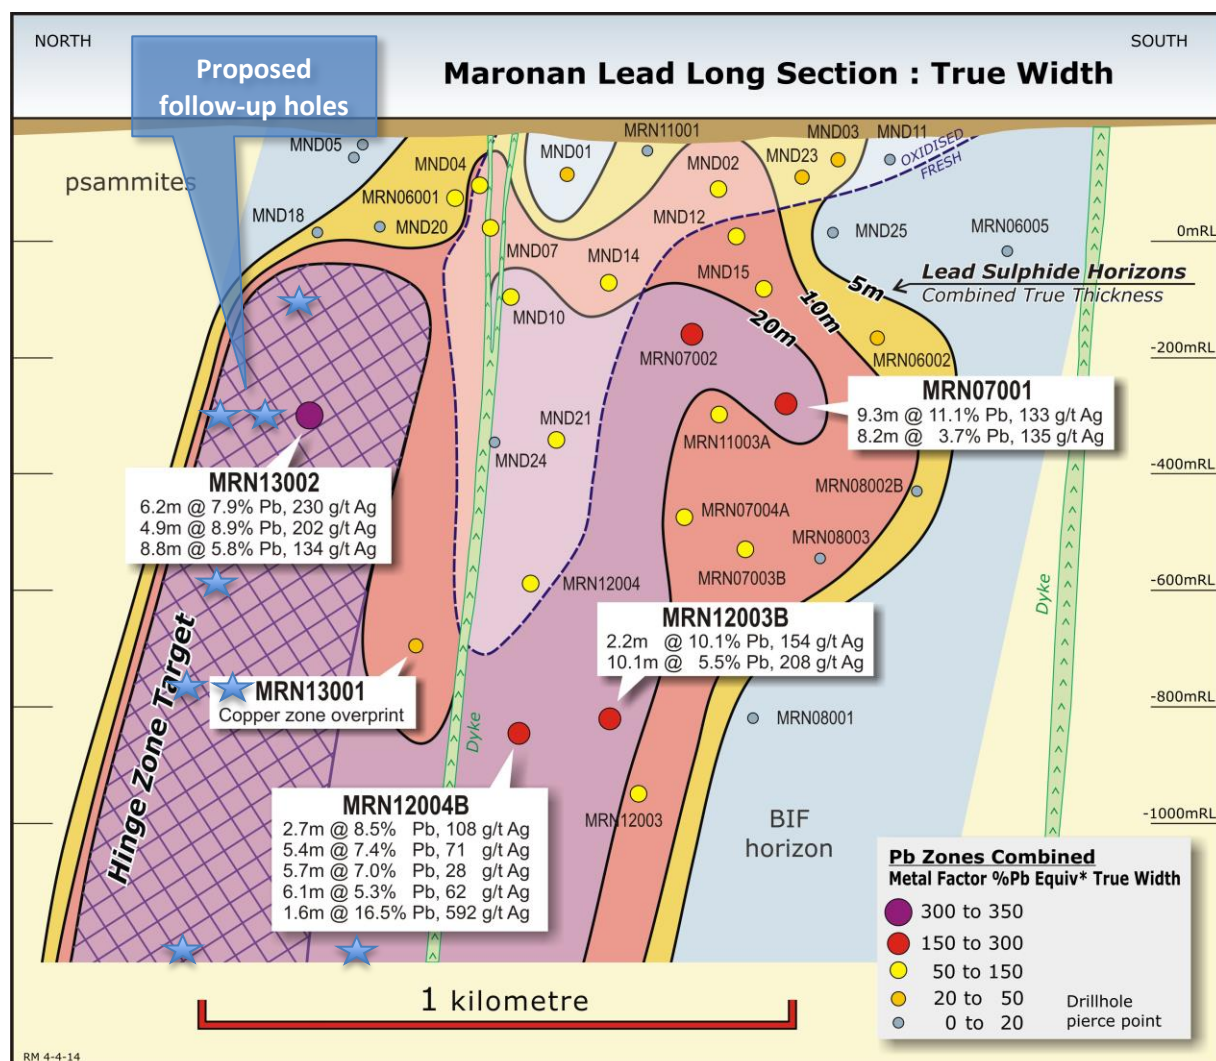 NORTH
SOUTH
Proposed
follow-up holes
Maronan Lead Long Section : True Width
MND05
MND04
MND01
MRN11001
MND02
MND03
MND23
MND11
OXIDISED
FRESH
psammites
MRN06001
MND18
MND20
MND07
MND14
MND12
MND25
MRN06005
0mRL
MND15
MND10
5m
10m
20m
Lead Sulphide Horizons
Combined True Thickness
MRN07002
MRN06002
-200mRL
MRN07001
9.3m @ 11.1% Pb, 133 g/t Ag
8.2m @ 3.7% Pb, 135 g/t Ag
MND21
MND24
MRN11003A
MRN13002
6.2m @ 7.9% Pb, 230 g/t Ag
4.9m @ 8.9% Pb, 202 g/t Ag
8.8m @ 5.8% Pb, 134 g/t Ag
-400mRL
MRN08002B
MRN07004A
MRN08003
MRN07003B
MRN12004
-600mRL
Dyke
MRN12003B
2.2m @ 10.1% Pb, 154 g/t Ag
10.1m @ 5.5% Pb, 208 g/t Ag
Hinge Zone Target
MRN13001
Copper zone overprint
Dyke
MRN08001
-800mRL
MRN12004B
2.7m @ 8.5% Pb, 108 g/t Ag
5.4m @ 7.4% Pb, 71 g/t Ag
5.7m @ 7.0% Pb, 28 g/t Ag
6.1m @ 5.3% Pb, 62 g/t Ag
1.6m @ 16.5% Pb, 592 g/t Ag
MRN12003
BIF
horizon
-1000mRL
Pb Zones Combined
Metal Factor %Pb Equiv* True Width
300 to 350
150 to 300
50 to 150
20 to 50
0 to 20
Drillhole
pierce point
1 kilometre
RM 4-4-14